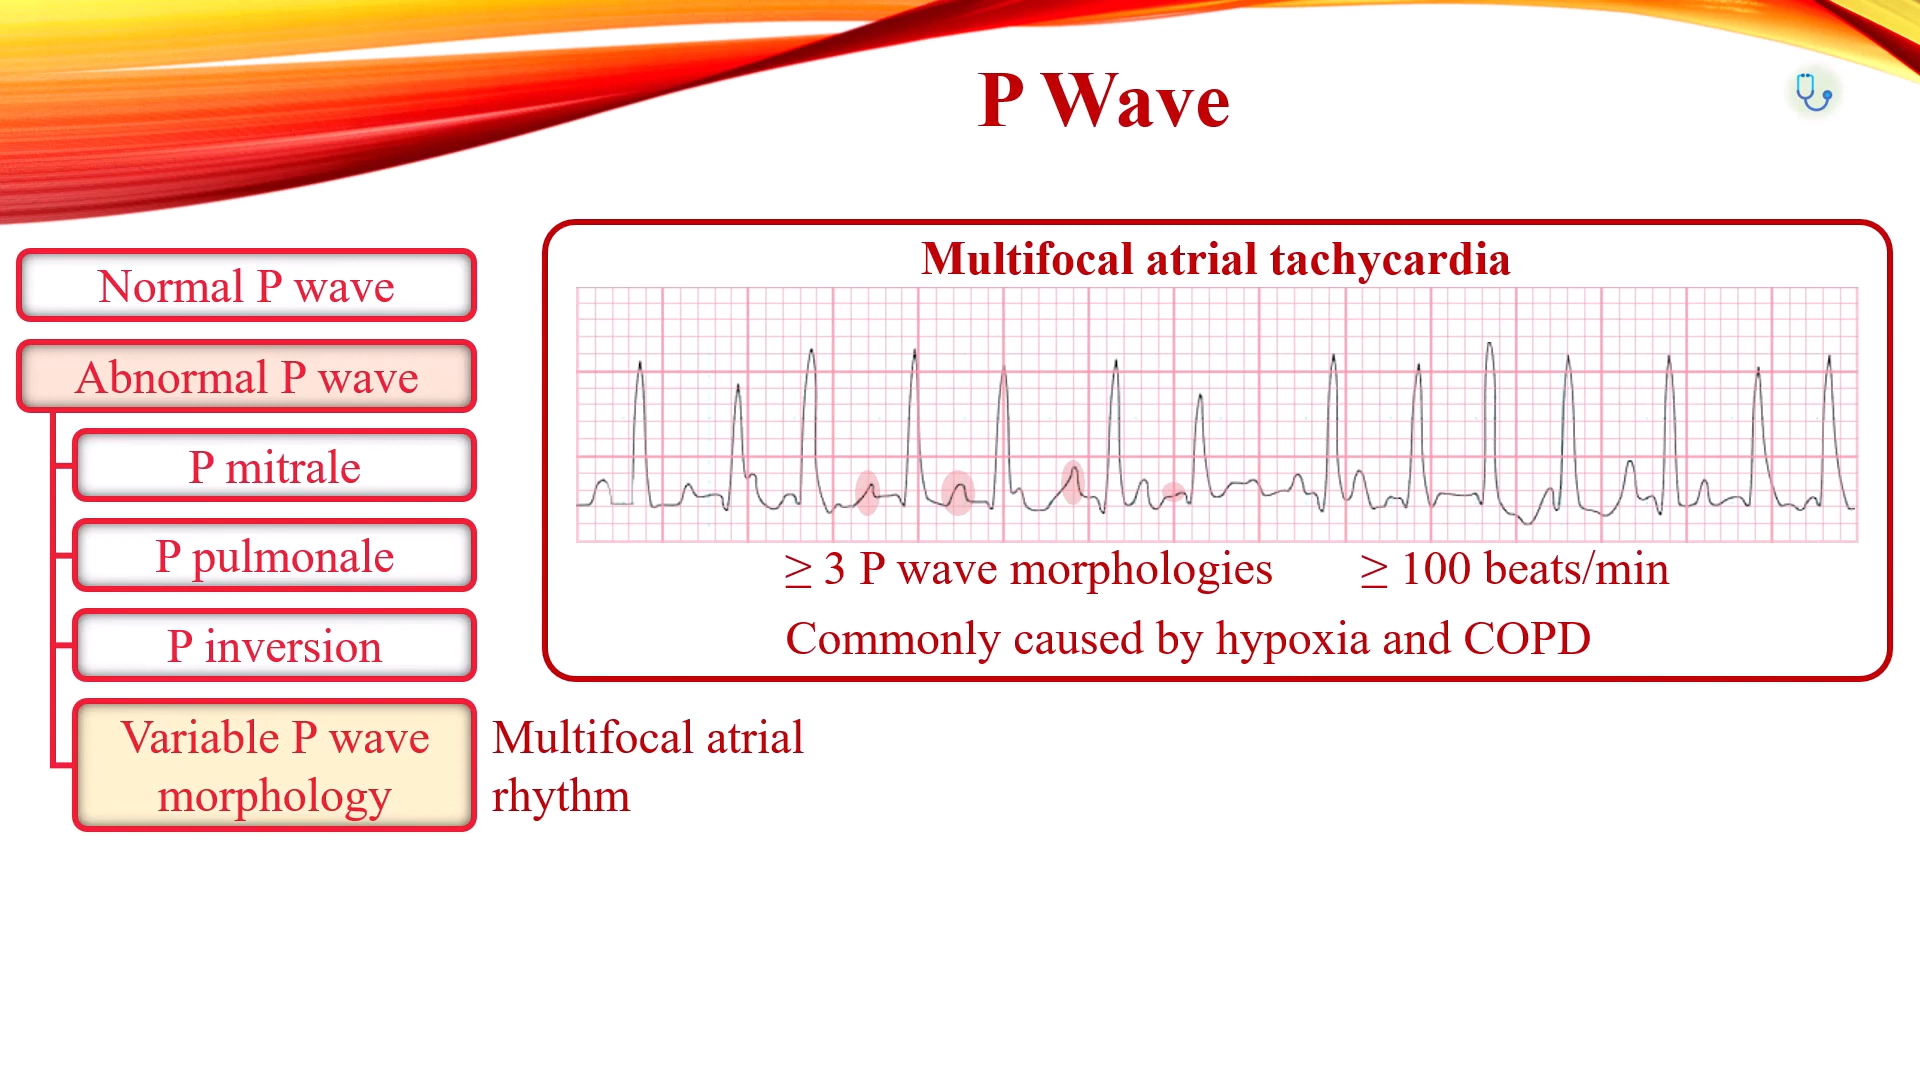 P Wave
Normal P wave
Abnormal P wave
P mitrale
P pulmonale
P inversion
Variable P wave
morphology
Multifocal atrial
rhythm
Multifocal atrial tachycardia
≥ 3 P wave morphologies
≥ 100 beats/min
Commonly caused by hypoxia and COPD